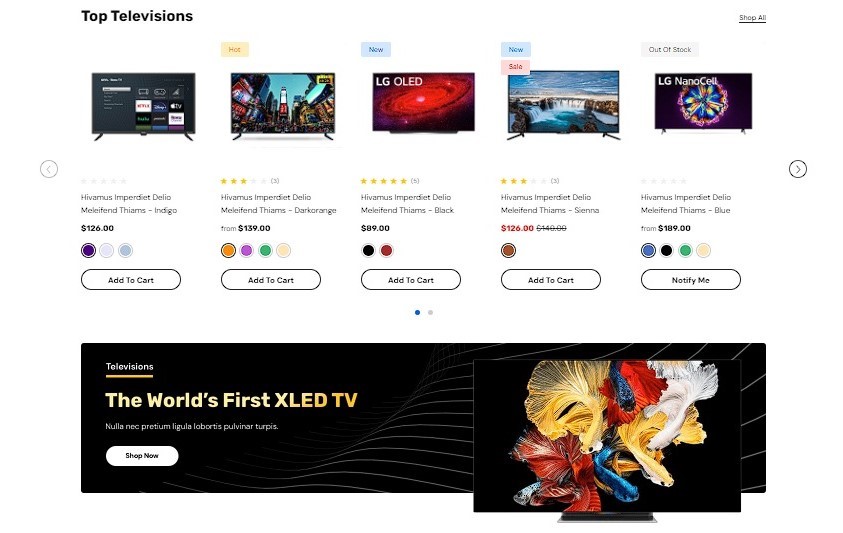 Top Televisions
Shop All
Hot
New
New
Sale
Out Of Stock
LG OLED
LG NanoCell
NETFLIX
(3)
(5)
(3)
Hivamus Imperdiet Delio
Meleifend Thiams - Indigo
$126.00
Add To Cart
Hivamus Imperdiet Delio
Meleifend Thiams - Darkorange
from $139.00
Add To Cart
Hivamus Imperdiet Delio
Meleifend Thiams - Black
$89.00
Add To Cart
Hivamus Imperdiet Delio
Meleifend Thiams - Sienna
$126.00 $140.00
Add To Cart
Hivamus Imperdiet Delio
Meleifend Thiams - Blue
from $189.00
Notify Me
Televisions
The World's First XLED TV
Nulla nec pretium ligula lobortis pulvinar turpis.
Shop Now